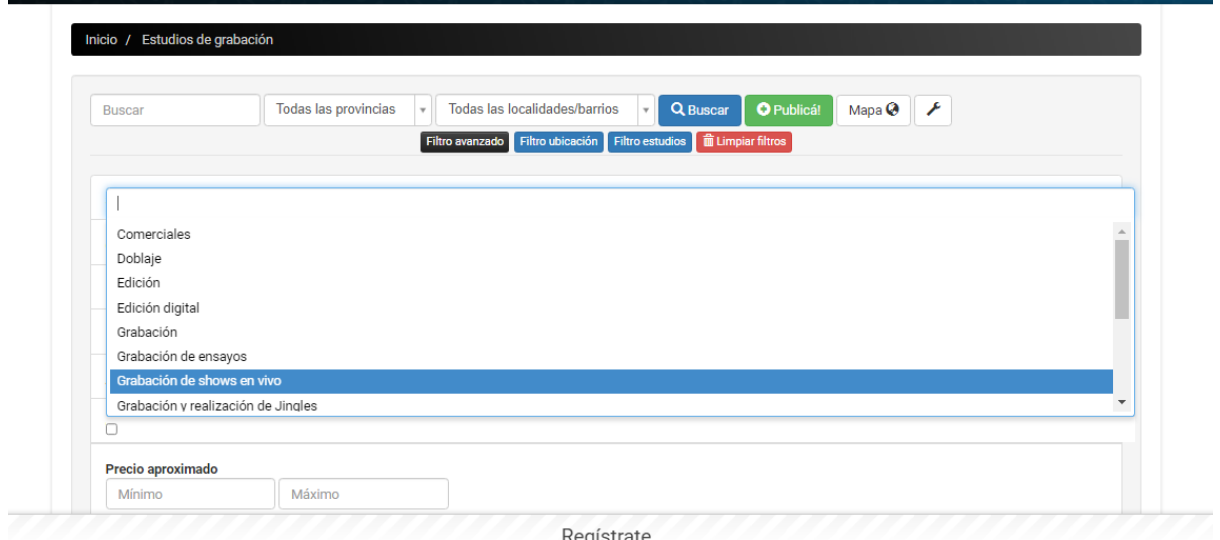 Inicio / Estudios de grabación
Buscar Todas las provincias Todas las localidades/barrios Buscar Publicá! Mapa
Filtro avanzado Filtro ubicación Filtro estudios Limpiar filtros
Comerciales
Doblaje
Edición
Edición digital
Grabación
Grabación de ensayos
Grabación de shows en vivo
Grabación y realización de Jingles
Precio aproximado
Mínimo Máximo
Regístrate